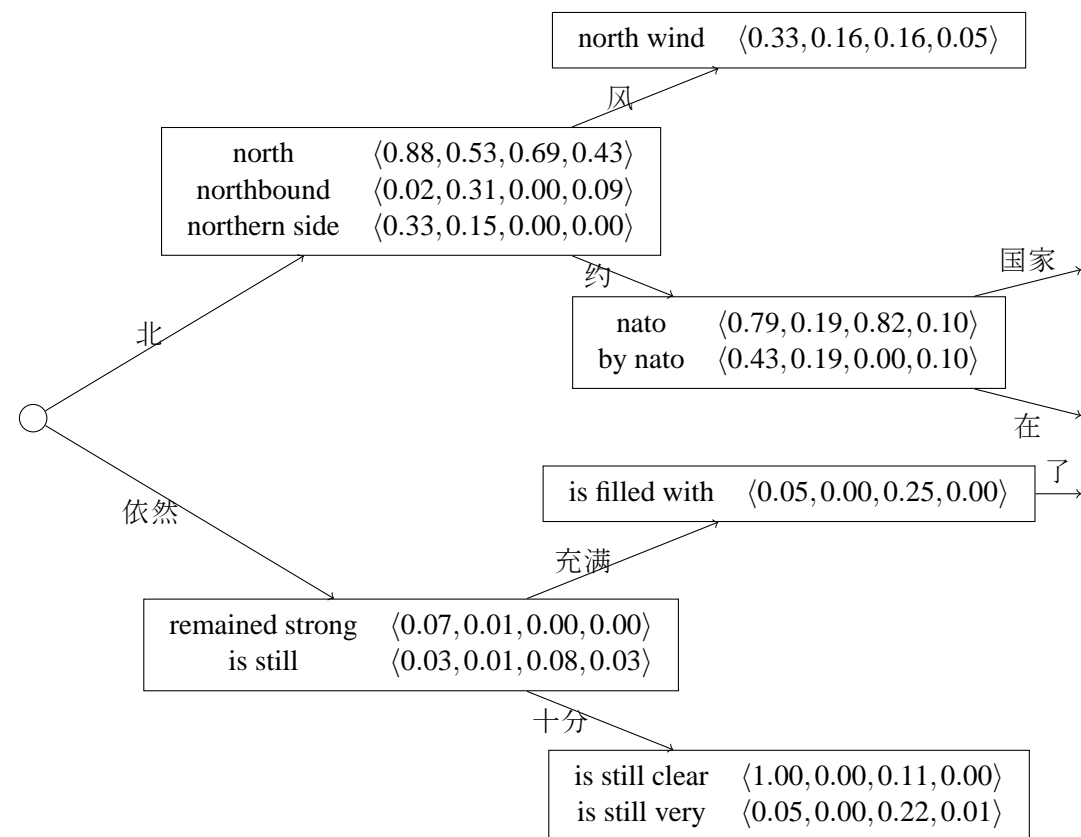 north wind ⟨0.33, 0.16, 0.16, 0.05⟩
风
north ⟨0.88, 0.53, 0.69, 0.43⟩
northbound ⟨0.02, 0.31, 0.00, 0.09⟩
northern side ⟨0.33, 0.15, 0.00, 0.00⟩
国家
约
nato ⟨0.79, 0.19, 0.82, 0.10⟩
by nato ⟨0.43, 0.19, 0.00, 0.10⟩
北
在
了
is filled with ⟨0.05, 0.00, 0.25, 0.00⟩
依然
充满
remained strong ⟨0.07, 0.01, 0.00, 0.00⟩
is still ⟨0.03, 0.01, 0.08, 0.03⟩
十分
is still clear ⟨1.00, 0.00, 0.11, 0.00⟩
is still very ⟨0.05, 0.00, 0.22, 0.01⟩